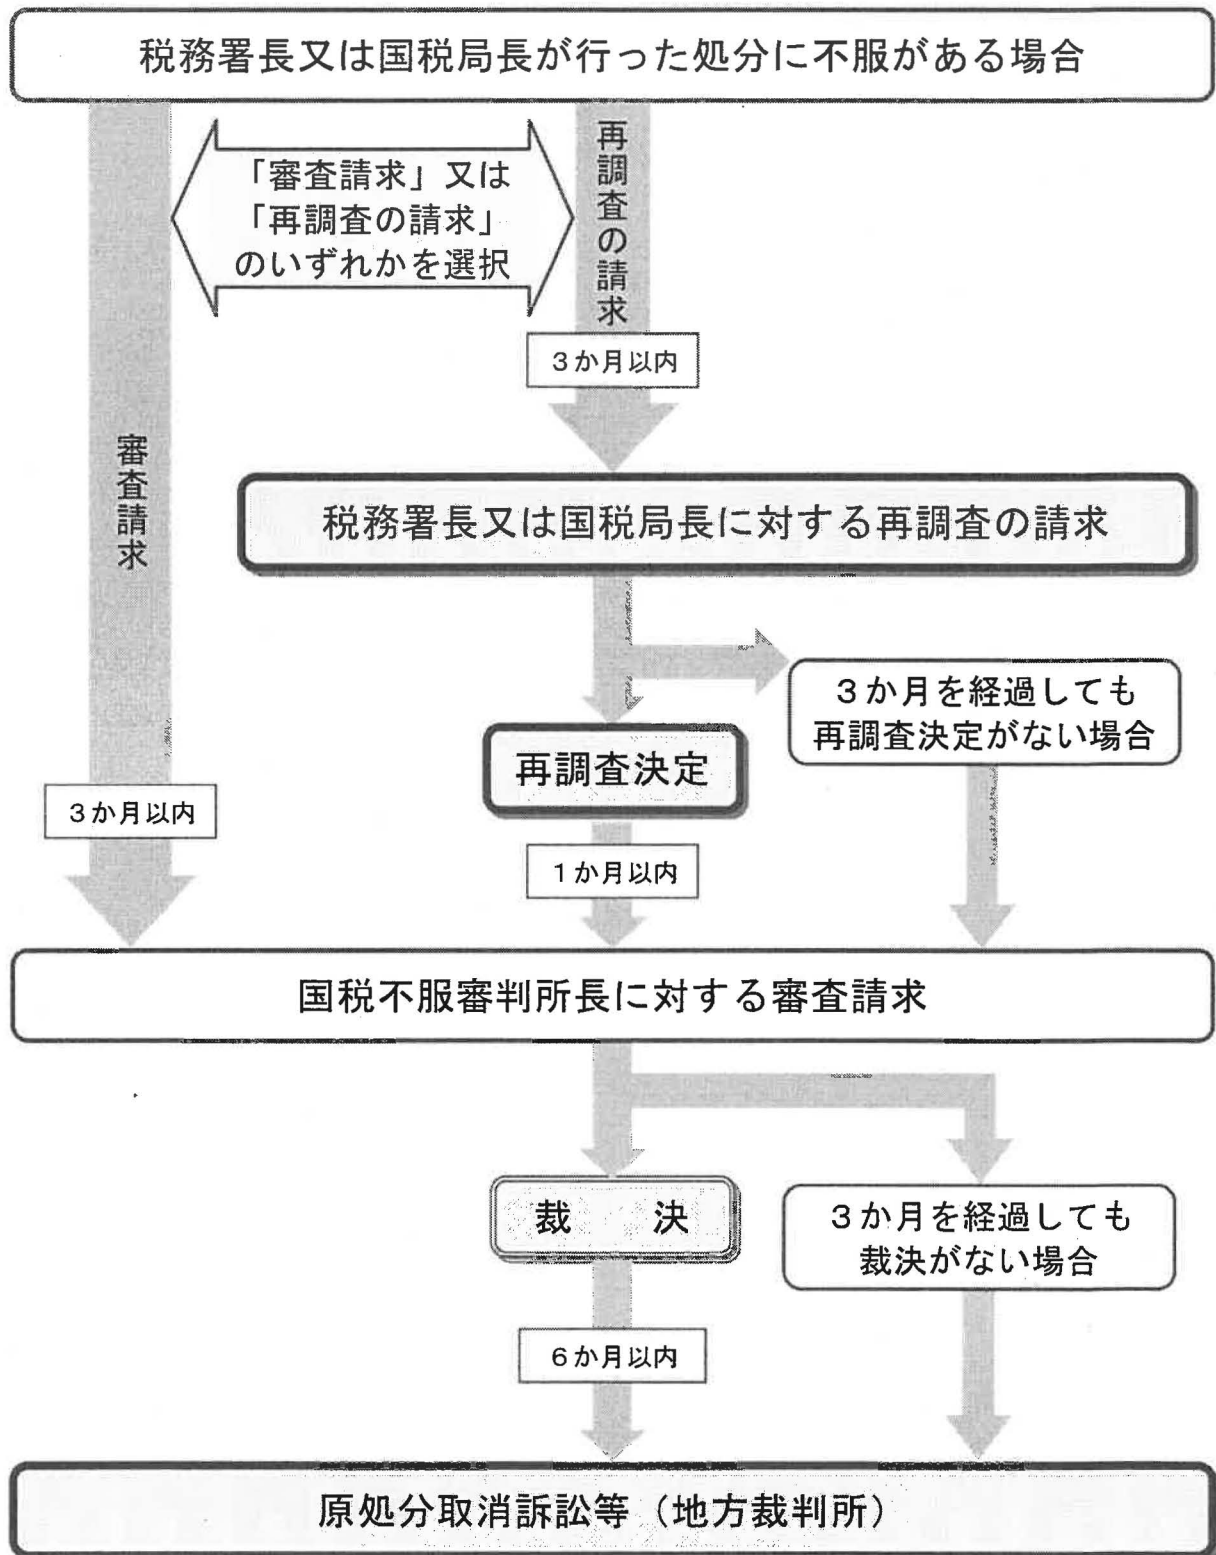 税務署長又は国税局長が行った処分に不服がある場合
「審査請求」又は
「再調査の請求」
のいずれかを選択
再調査の請求
3か月以内
審査請求
税務署長又は国税局長に対する再調査の請求
3か月を経過しても
再調査決定がない場合
再調査決定
3か月以内
1か月以内
国税不服審判所長に対する審査請求
裁　決
3か月を経過しても
裁決がない場合
6か月以内
原処分取消訴訟等（地方裁判所）